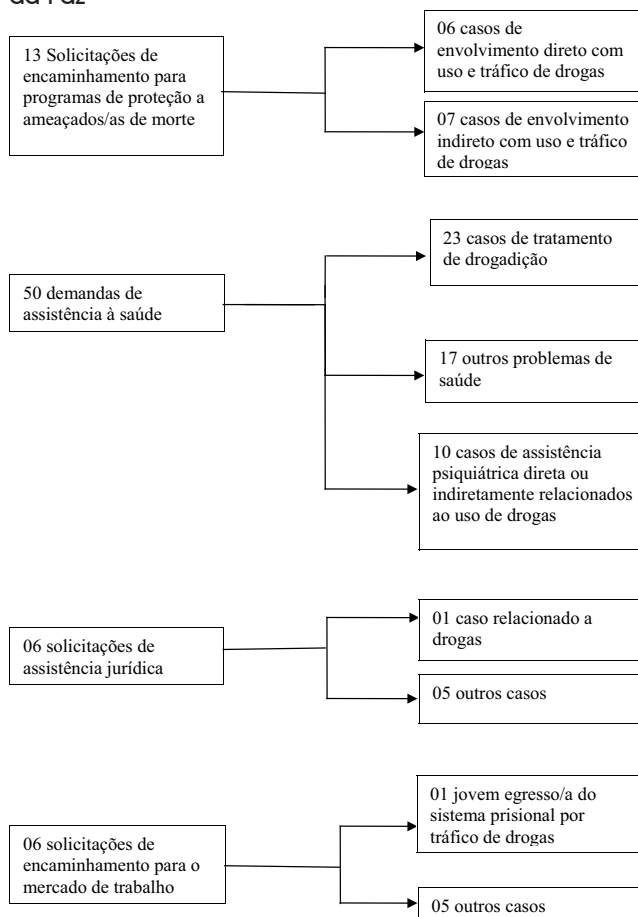 da Paz
13 Solicitações de
encaminhamento para
programas de proteção a
ameaçados/as de morte
06 casos de
envolvimento direto com
uso e tráfico de drogas
07 casos de envolvimento
indireto com uso e tráfico
de drogas
50 demandas de
assistência à saúde
23 casos de tratamento
de drogadição
17 outros problemas de
saúde
10 casos de assistência
psiquiátrica direta ou
indiretamente relacionados
ao uso de drogas
06 solicitações de
assistência jurídica
01 caso relacionado a
drogas
05 outros casos
06 solicitações de
encaminhamento para o
mercado de trabalho
01 jovem egresso/a do
sistema prisional por
tráfico de drogas
05 outros casos